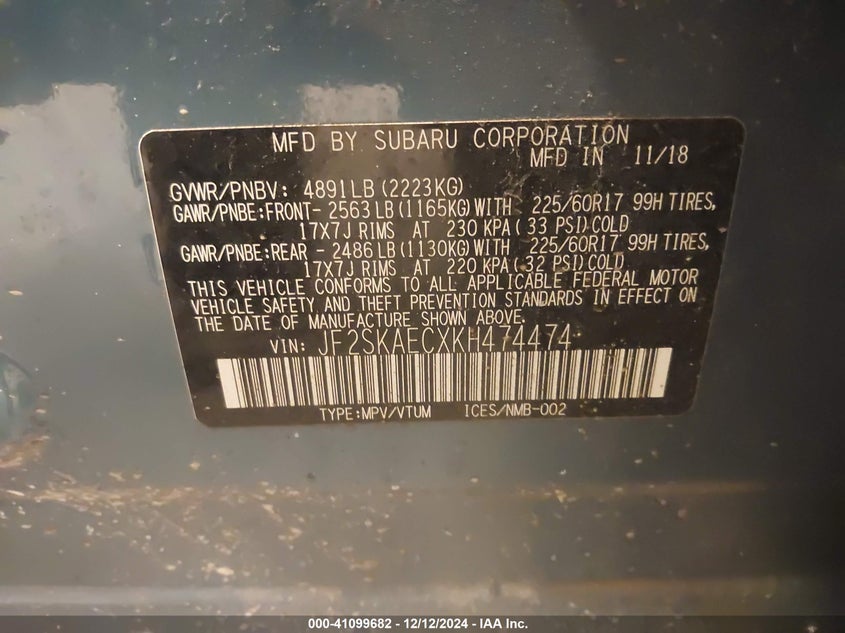 MFD BY SUBARU CORPORATION
MFD IN 11/18
GVWR/PNBV: 4891LB (2223KG)
GAWR/PNBE:FRONT- 2563LB (1165KG) WITH 225/60R17 99H TIRES,
17X7J RIMS AT 230 KPA ( 33 PSI) COLD
GAWR/PNBE:REAR - 2486LB (1130KG) WITH 225/60R17 99H TIRES,
17X7J RIMS AT 220 KPA ( 32 PSI) COLD
THIS VEHICLE CONFORMS TO ALL APPLICABLE FEDERAL MOTOR
VEHICLE SAFETY AND THEFT PREVENTION STANDARDS IN EFFECT ON
THE DATE OF MANUFACTURE SHOWN ABOVE.
VIN: JF2SKAECXKH474474
TYPE:MPV/VTUM ICES/NMB-002
000-41099682 - 12/12/2024 - IAA Inc.